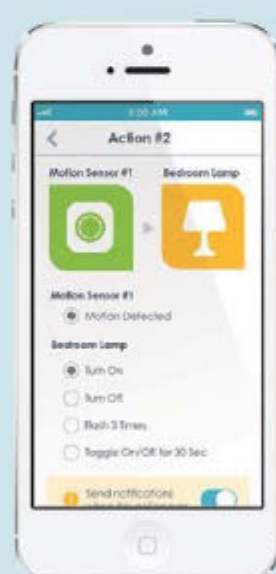 Action #2
Motion Sensor #1 Bedroom Lamp
Motion Sensor #1
Motion Detected
Bedroom Lamp
Turn On
Turn Off
Flash 3 Times
Toggle On/Off for 30 Sec
Send notifications